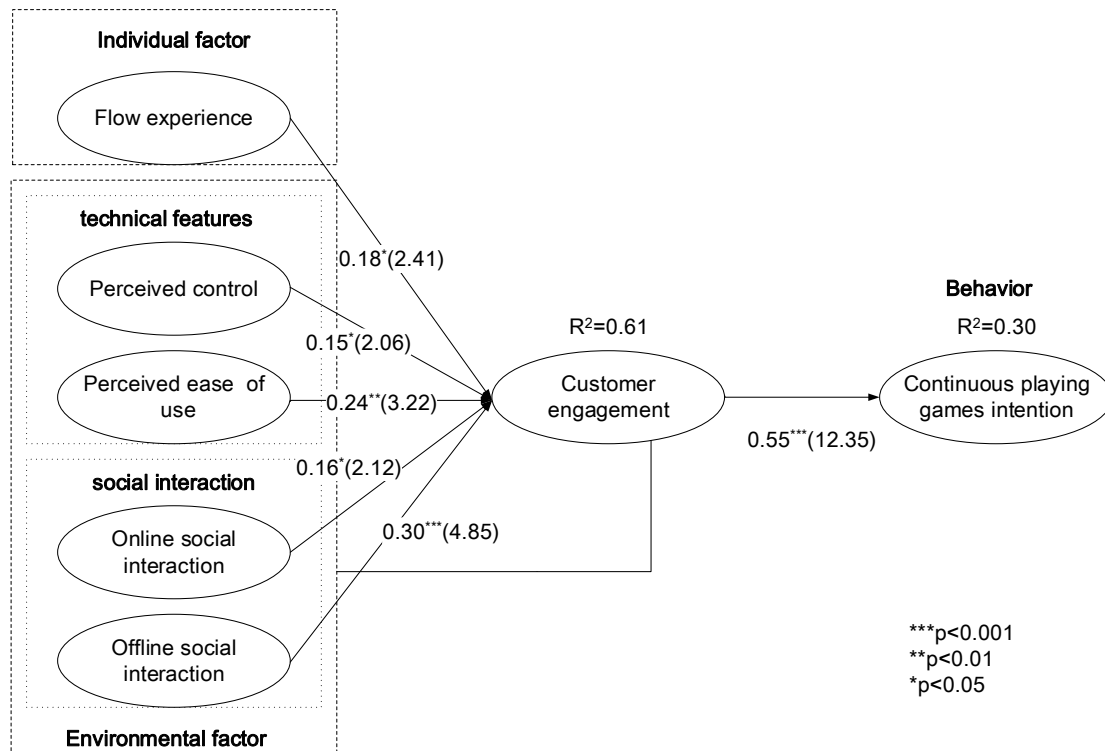 Individual factor
Flow experience
technical features
Perceived control
Perceived ease of
use
social interaction
Online social
interaction
Offline social
interaction
Environmental factor
0.18*(2.41)
0.15*(2.06)
0.24**(3.22)
0.16*(2.12)
0.30***(4.85)
R²=0.61
Customer
engagement
0.55***(12.35)
Behavior
R²=0.30
Continuous playing
games intention
***p<0.001
**p<0.01
*p<0.05